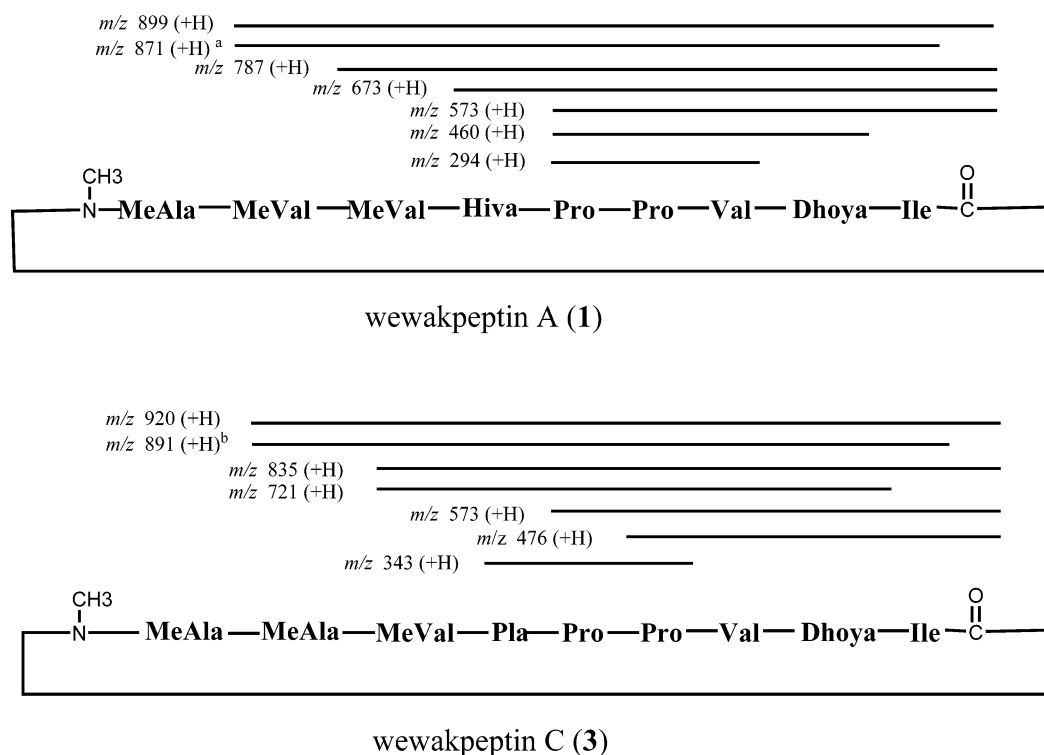 m/z 899 (+H)
m/z 871 (+H) a
m/z 787 (+H)
m/z 673 (+H)
m/z 573 (+H)
m/z 460 (+H)
m/z 294 (+H)
CH3 O
N—MeAla—MeVal—MeVal—Hiva—Pro—Pro—Val—Dhoya—Ile—C
wewakpeptin A (1)
m/z 920 (+H)
m/z 891 (+H)b
m/z 835 (+H)
m/z 721 (+H)
m/z 573 (+H)
m/z 476 (+H)
m/z 343 (+H)
CH3 O
N—MeAla—MeAla—MeVal—Pla—Pro—Pro—Val—Dhoya—Ile—C
wewakpeptin C (3)